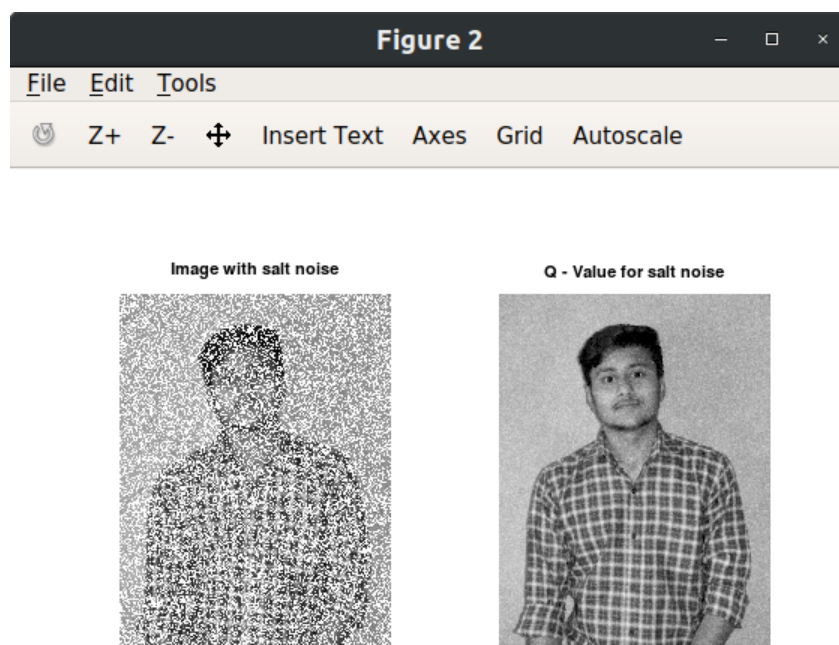 Figure 2
File Edit Tools
Z+ Z- Insert Text Axes Grid Autoscale
Image with salt noise
Q - Value for salt noise